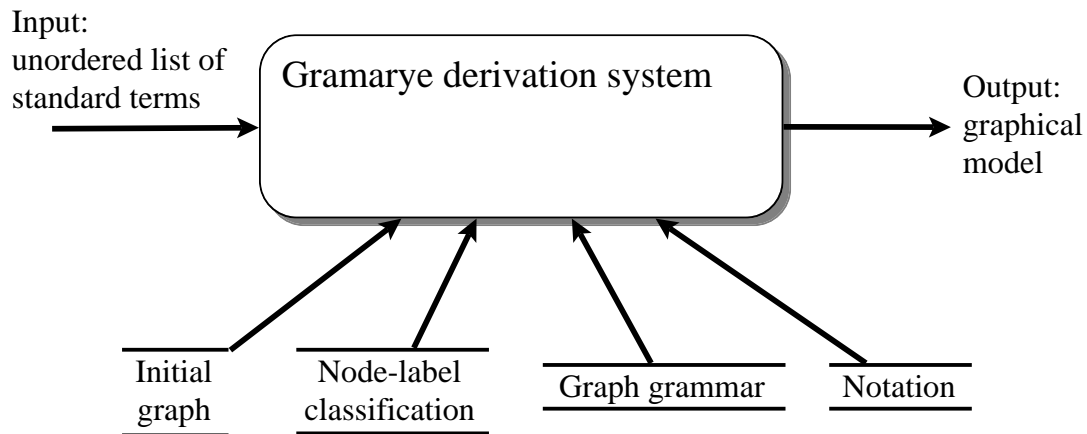 Input:
unordered list of
standard terms
Gramarye derivation system
Output:
graphical
model
Initial
graph
Node-label
classification
Graph grammar
Notation